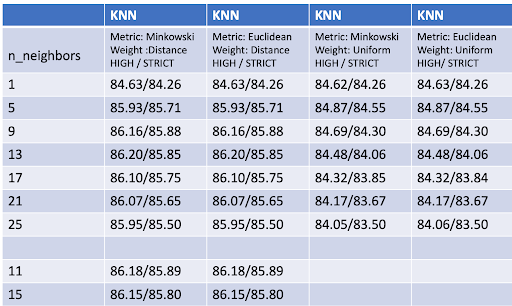 KNN KNN KNN KNN
n_neighbors
Metric: Minkowski
Weight :Distance
HIGH / STRICT
Metric: Euclidean
Weight: Distance
HIGH / STRICT
Metric: Minkowski
Weight: Uniform
HIGH / STRICT
Metric: Euclidean
Weight: Uniform
HIGH/ STRICT
1 84.63/84.26 84.63/84.26 84.62/84.26 84.63/84.26
5 85.93/85.71 85.93/85.71 84.87/84.55 84.87/84.55
9 86.16/85.88 86.16/85.88 84.69/84.30 84.69/84.30
13 86.20/85.85 86.20/85.85 84.48/84.06 84.48/84.06
17 86.10/85.75 86.10/85.75 84.32/83.85 84.32/83.84
21 86.07/85.65 86.07/85.65 84.17/83.67 84.17/83.67
25 85.95/85.50 85.95/85.50 84.05/83.50 84.06/83.50
11 86.18/85.89 86.18/85.89
15 86.15/85.80 86.15/85.80